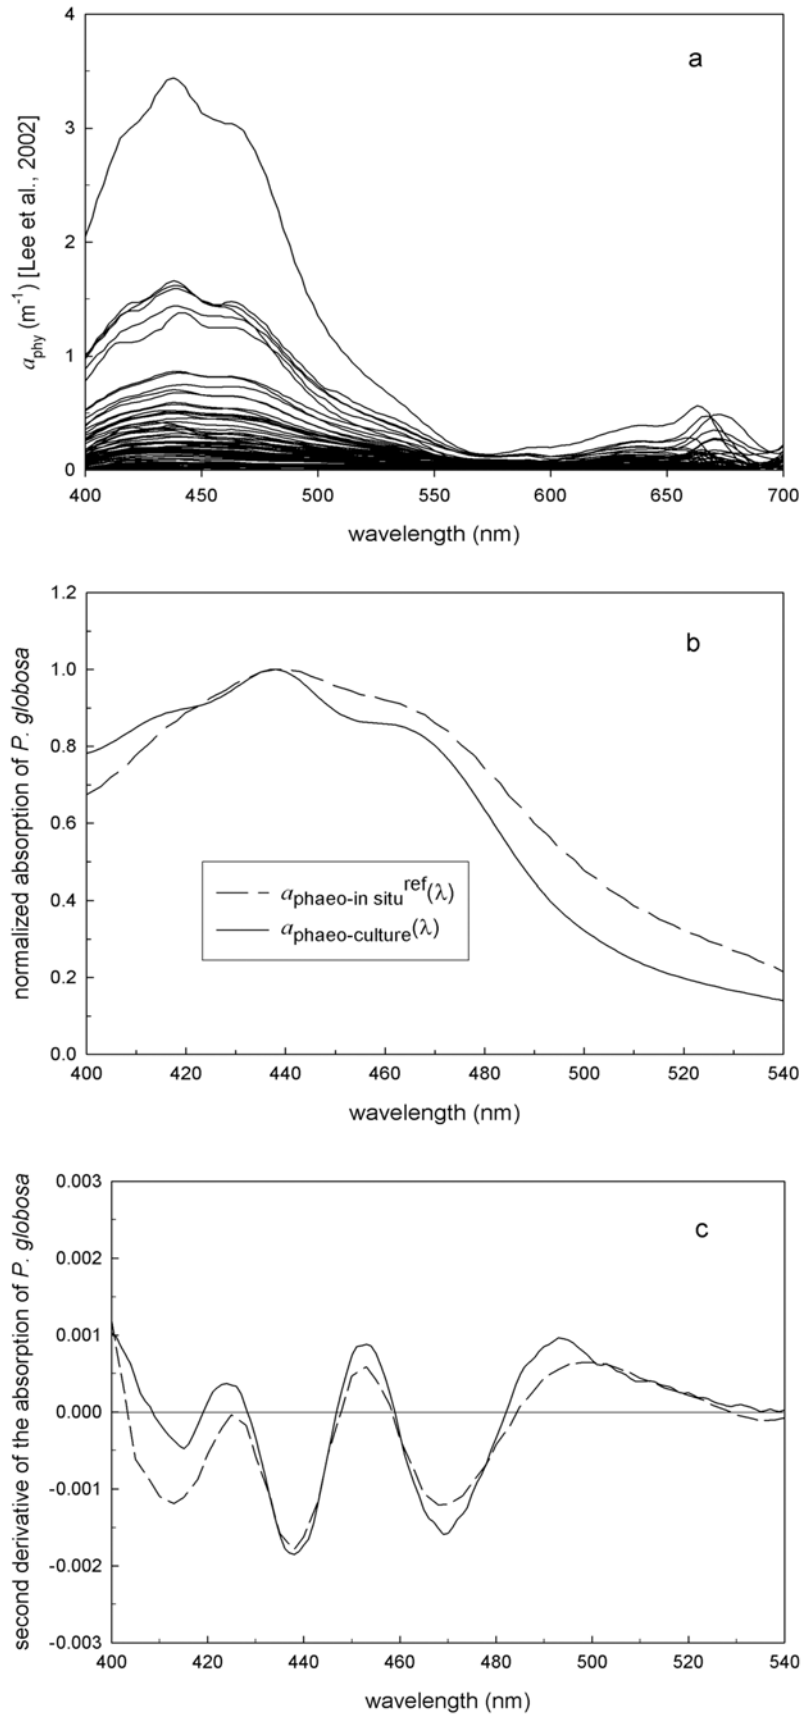 a
4
3
2
1
0
a_phy (m⁻¹) [Lee et al., 2002]
400 450 500 550 600 650 700
wavelength (nm)
b
1.2
1.0
0.8
0.6
0.4
0.2
0.0
normalized absorption of P. globosa
a_phaeo-in situ^ref(λ)
a_phaeo-culture(λ)
400 420 440 460 480 500 520 540
wavelength (nm)
c
0.003
0.002
0.001
0.000
-0.001
-0.002
-0.003
second derivative of the absorption of P. globosa
400 420 440 460 480 500 520 540
wavelength (nm)